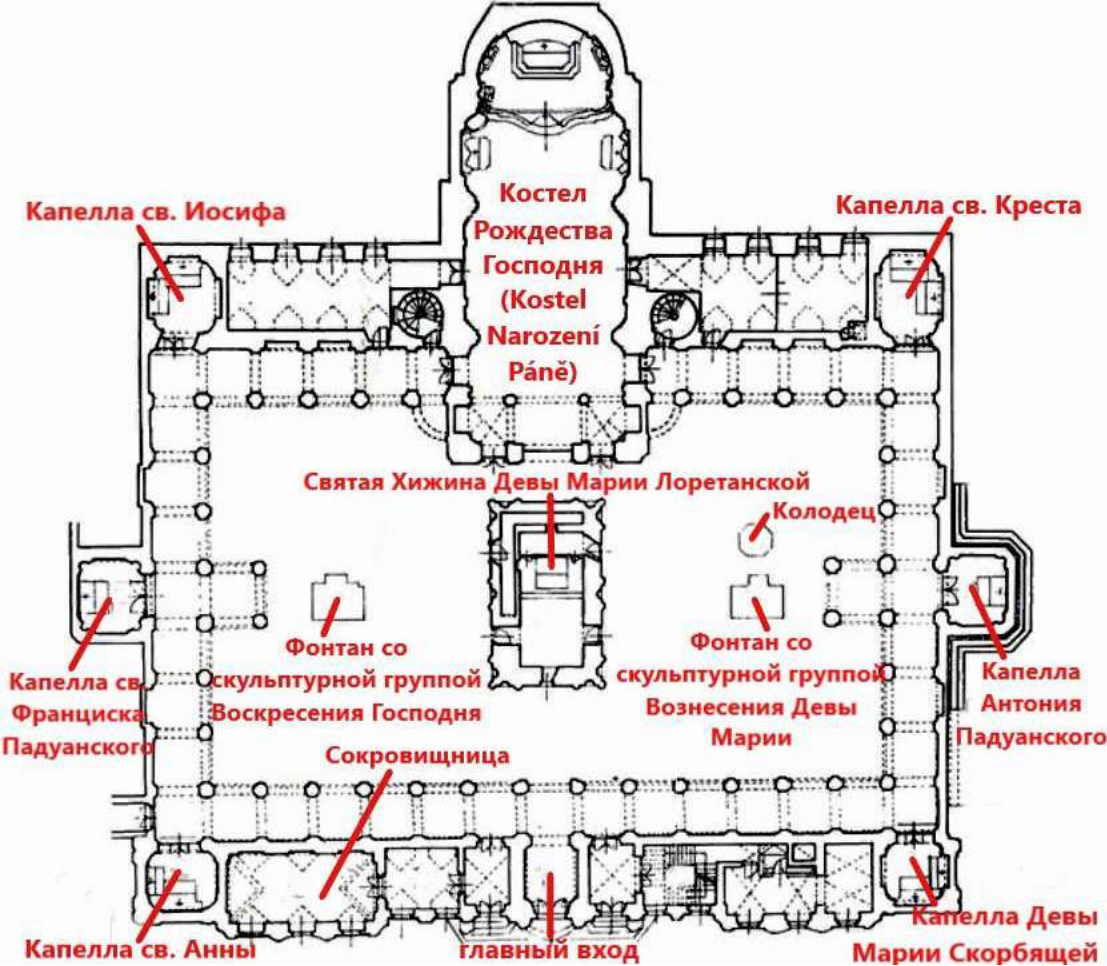 Капелла св. Иосифа
Капелла св. Креста
Костел
Рождества
Господня
(Kostel
Narození
Páně)
Святая Хижина Девы Марии Лоретанской
Колодец
Фонтан со
скульптурной группой
Воскресения Господня
Фонтан со
скульптурной группой
Вознесения Девы
Марии
Капелла св.
Франциска
Падуанского
Капелла
Антония
Падуанского
Сокровищница
Капелла св. Анны
главный вход
Капелла Девы
Марии Скорбящей